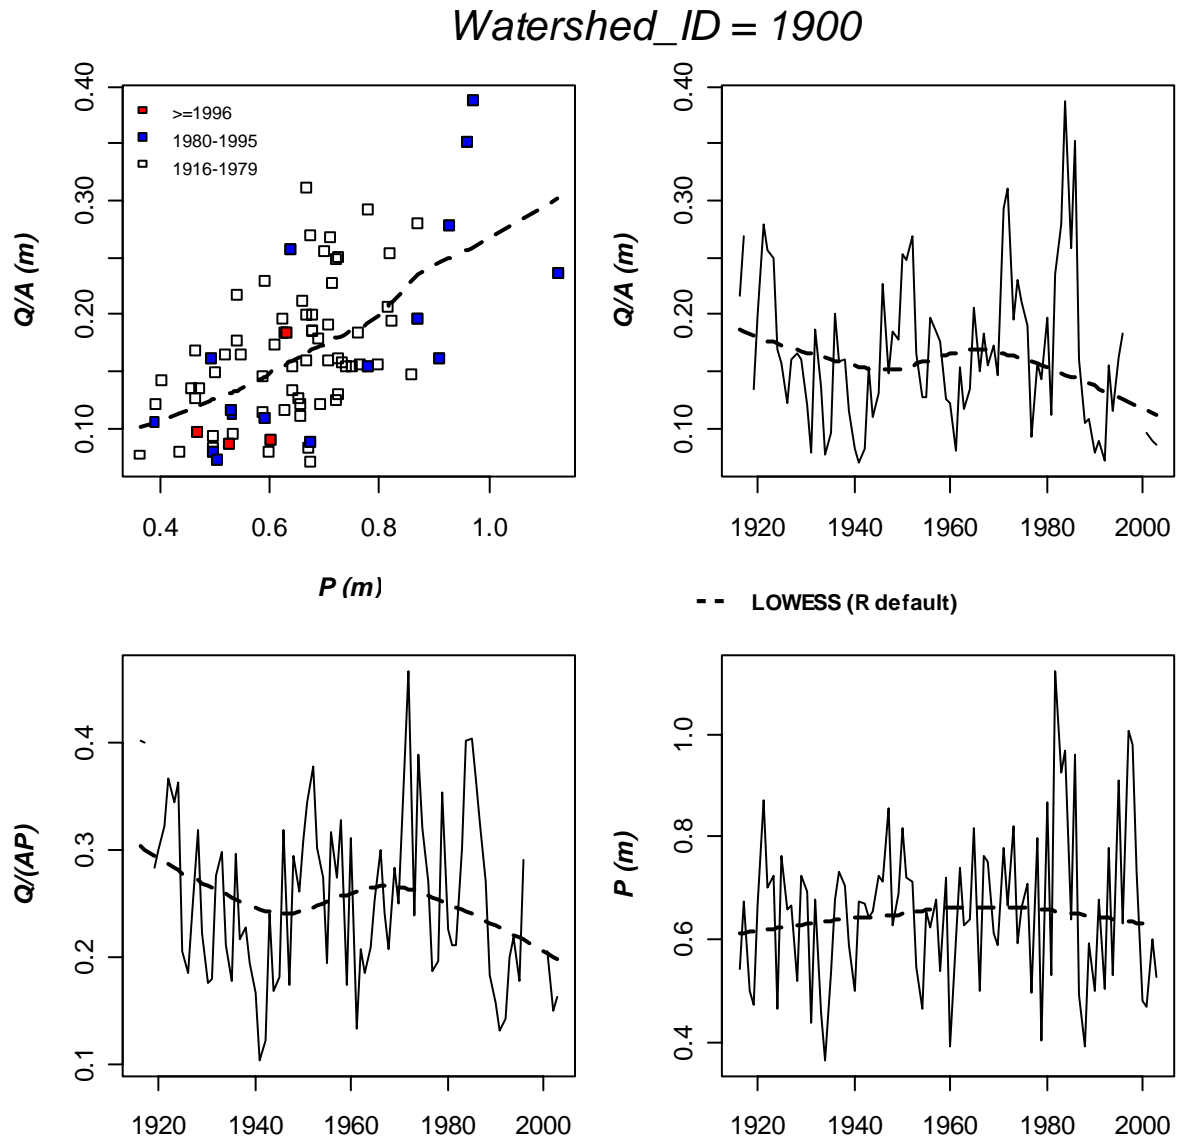 Watershed_ID = 1900
Q/A (m)
0.40
0.30
0.20
0.10
>=1996
1980-1995
1916-1979
0.4 0.6 0.8 1.0
P (m)
Q/A (m)
0.40
0.30
0.20
0.10
1920 1940 1960 1980 2000
LOWESS (R default)
Q/(AP)
0.4
0.3
0.2
0.1
1920 1940 1960 1980 2000
P (m)
1.0
0.8
0.6
0.4
1920 1940 1960 1980 2000